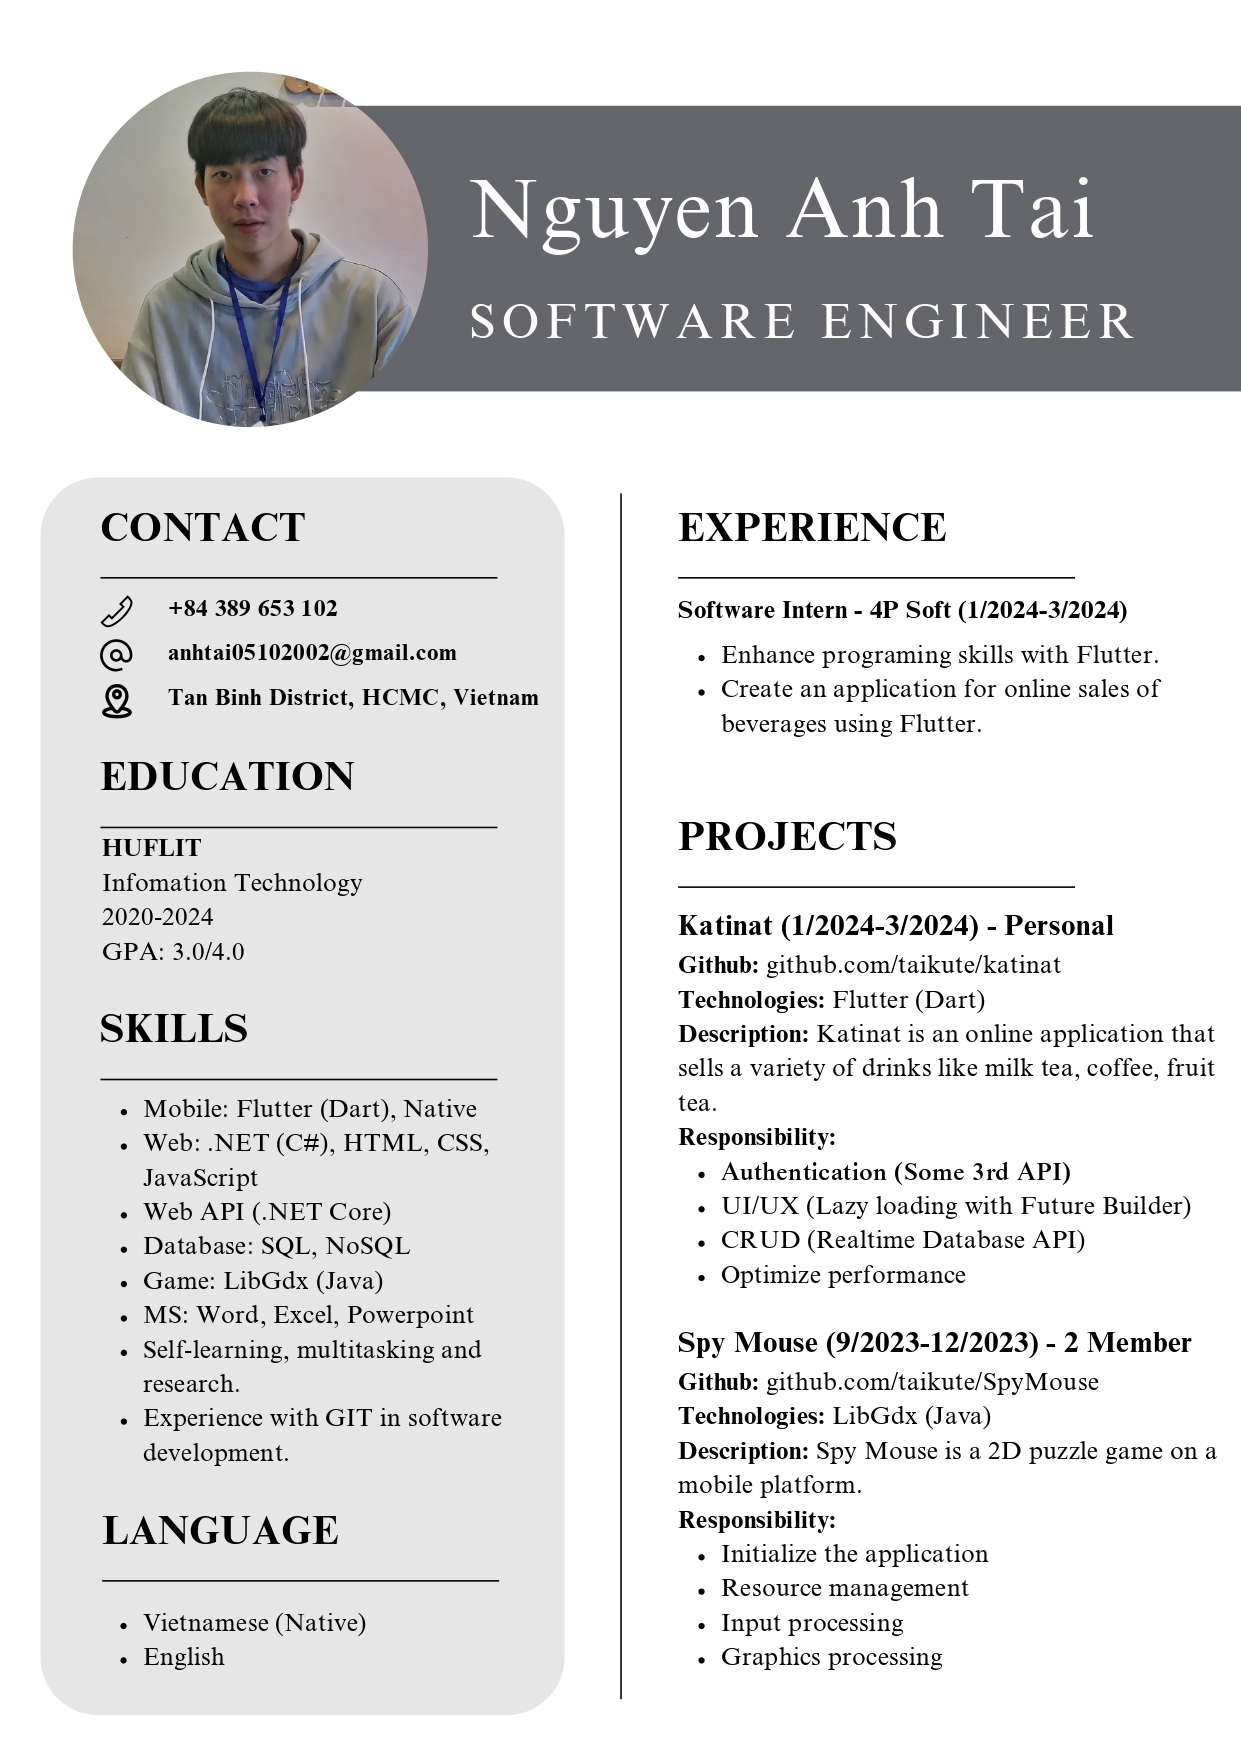 Nguyen Anh Tai
SOFTWARE ENGINEER
CONTACT
+84 389 653 102
anhtai05102002@gmail.com
Tan Binh District, HCMC, Vietnam
EDUCATION
HUFLIT
Infomation Technology
2020-2024
GPA: 3.0/4.0
SKILLS
• Mobile: Flutter (Dart), Native
• Web: .NET (C#), HTML, CSS,
JavaScript
• Web API (.NET Core)
• Database: SQL, NoSQL
• Game: LibGdx (Java)
• MS: Word, Excel, Powerpoint
• Self-learning, multitasking and
research.
• Experience with GIT in software
development.
LANGUAGE
• Vietnamese (Native)
• English
EXPERIENCE
Software Intern - 4P Soft (1/2024-3/2024)
• Enhance programing skills with Flutter.
• Create an application for online sales of
beverages using Flutter.
PROJECTS
Katinat (1/2024-3/2024) - Personal
Github: github.com/taikute/katinat
Technologies: Flutter (Dart)
Description: Katinat is an online application that
sells a variety of drinks like milk tea, coffee, fruit
tea.
Responsibility:
• Authentication (Some 3rd API)
• UI/UX (Lazy loading with Future Builder)
• CRUD (Realtime Database API)
• Optimize performance
Spy Mouse (9/2023-12/2023) - 2 Member
Github: github.com/taikute/SpyMouse
Technologies: LibGdx (Java)
Description: Spy Mouse is a 2D puzzle game on a
mobile platform.
Responsibility:
• Initialize the application
• Resource management
• Input processing
• Graphics processing